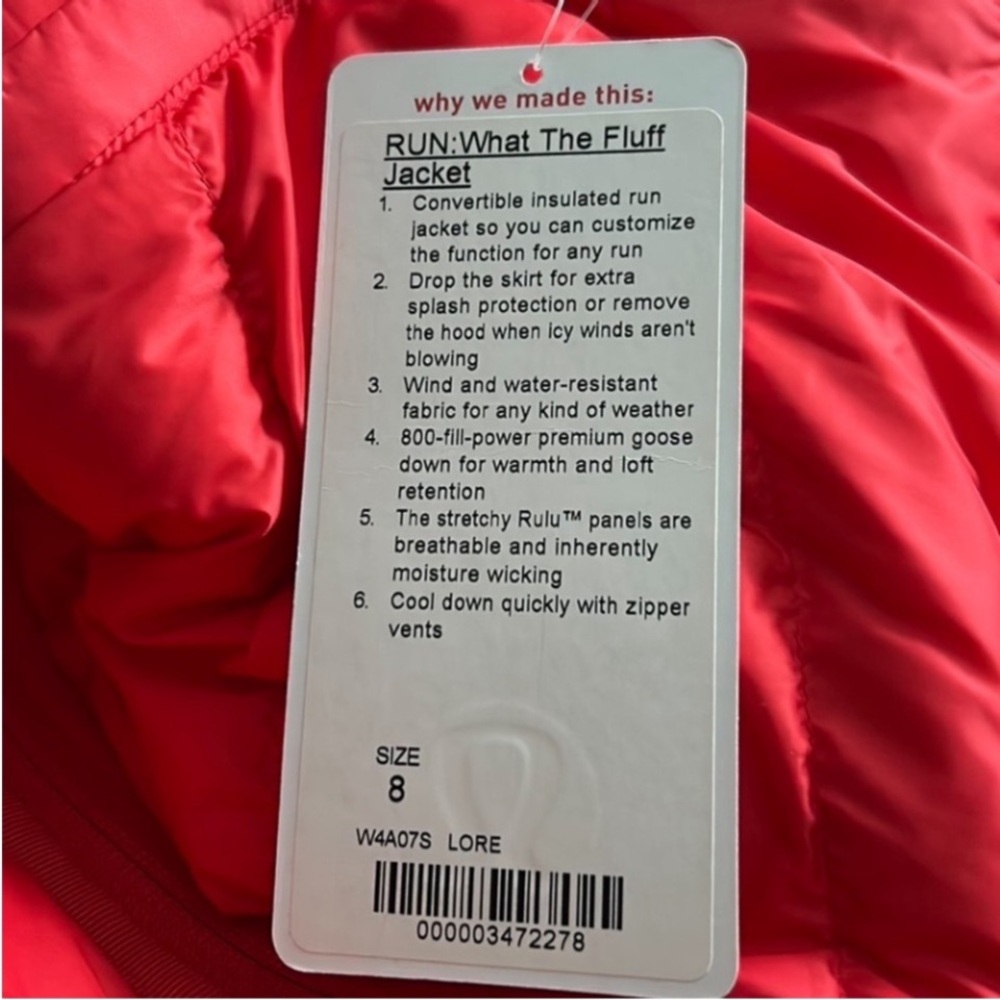 why we made this:
RUN:What The Fluff
Jacket
1. Convertible insulated run
jacket so you can customize
the function for any run
2. Drop the skirt for extra
splash protection or remove
the hood when icy winds aren't
blowing
3. Wind and water-resistant
fabric for any kind of weather
4. 800-fill-power premium goose
down for warmth and loft
retention
5. The stretchy Rulu™ panels are
breathable and inherently
moisture wicking
6. Cool down quickly with zipper
vents
SIZE
8
W4A07S LORE
000003472278